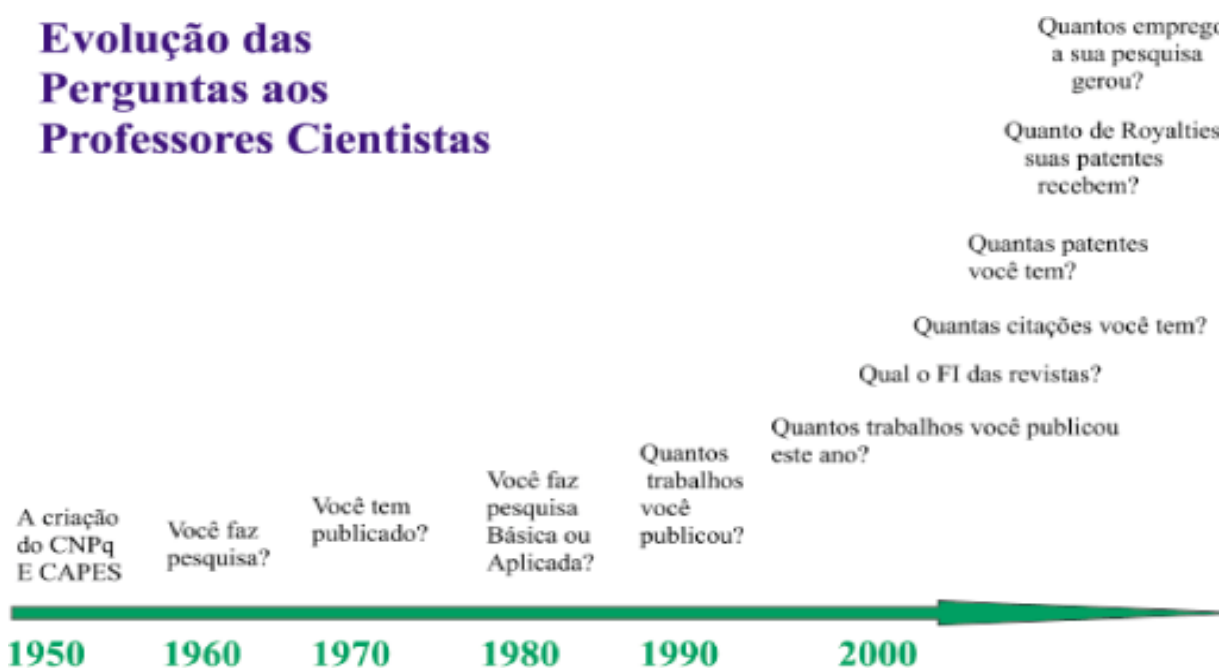 Evolução das
Perguntas aos
Professores Cientistas
A criação
do CNPq
E CAPES
Você faz
pesquisa?
Você tem
publicado?
Você faz
pesquisa
Básica ou
Aplicada?
Quantos
trabalhos
você
publicou?
Quantos trabalhos você publicou
este ano?
Qual o FI das revistas?
Quantas citações você tem?
Quantas patentes
você tem?
Quanto de Royalties
suas patentes
recebem?
Quantos emprego
a sua pesquisa
gerou?
1950
1960
1970
1980
1990
2000